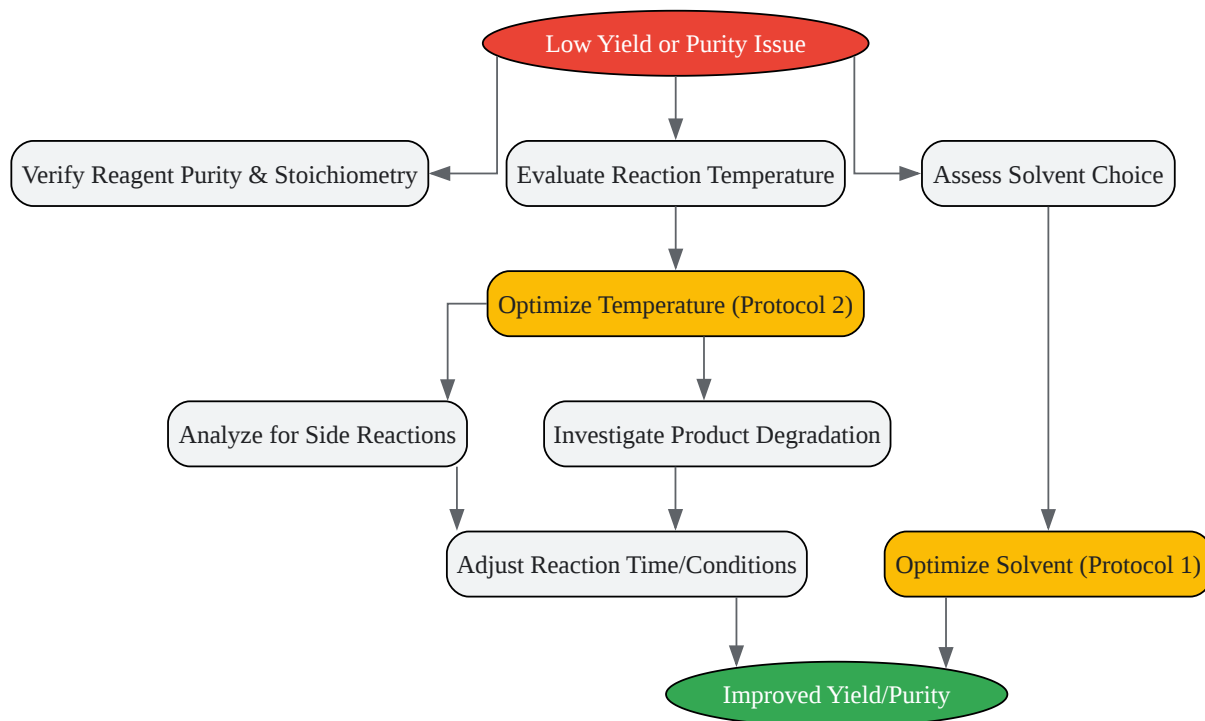 Low Yield or Purity Issue
Verify Reagent Purity & Stoichiometry
Evaluate Reaction Temperature
Assess Solvent Choice
Optimize Temperature (Protocol 2)
Analyze for Side Reactions
Investigate Product Degradation
Adjust Reaction Time/Conditions
Optimize Solvent (Protocol 1)
Improved Yield/Purity